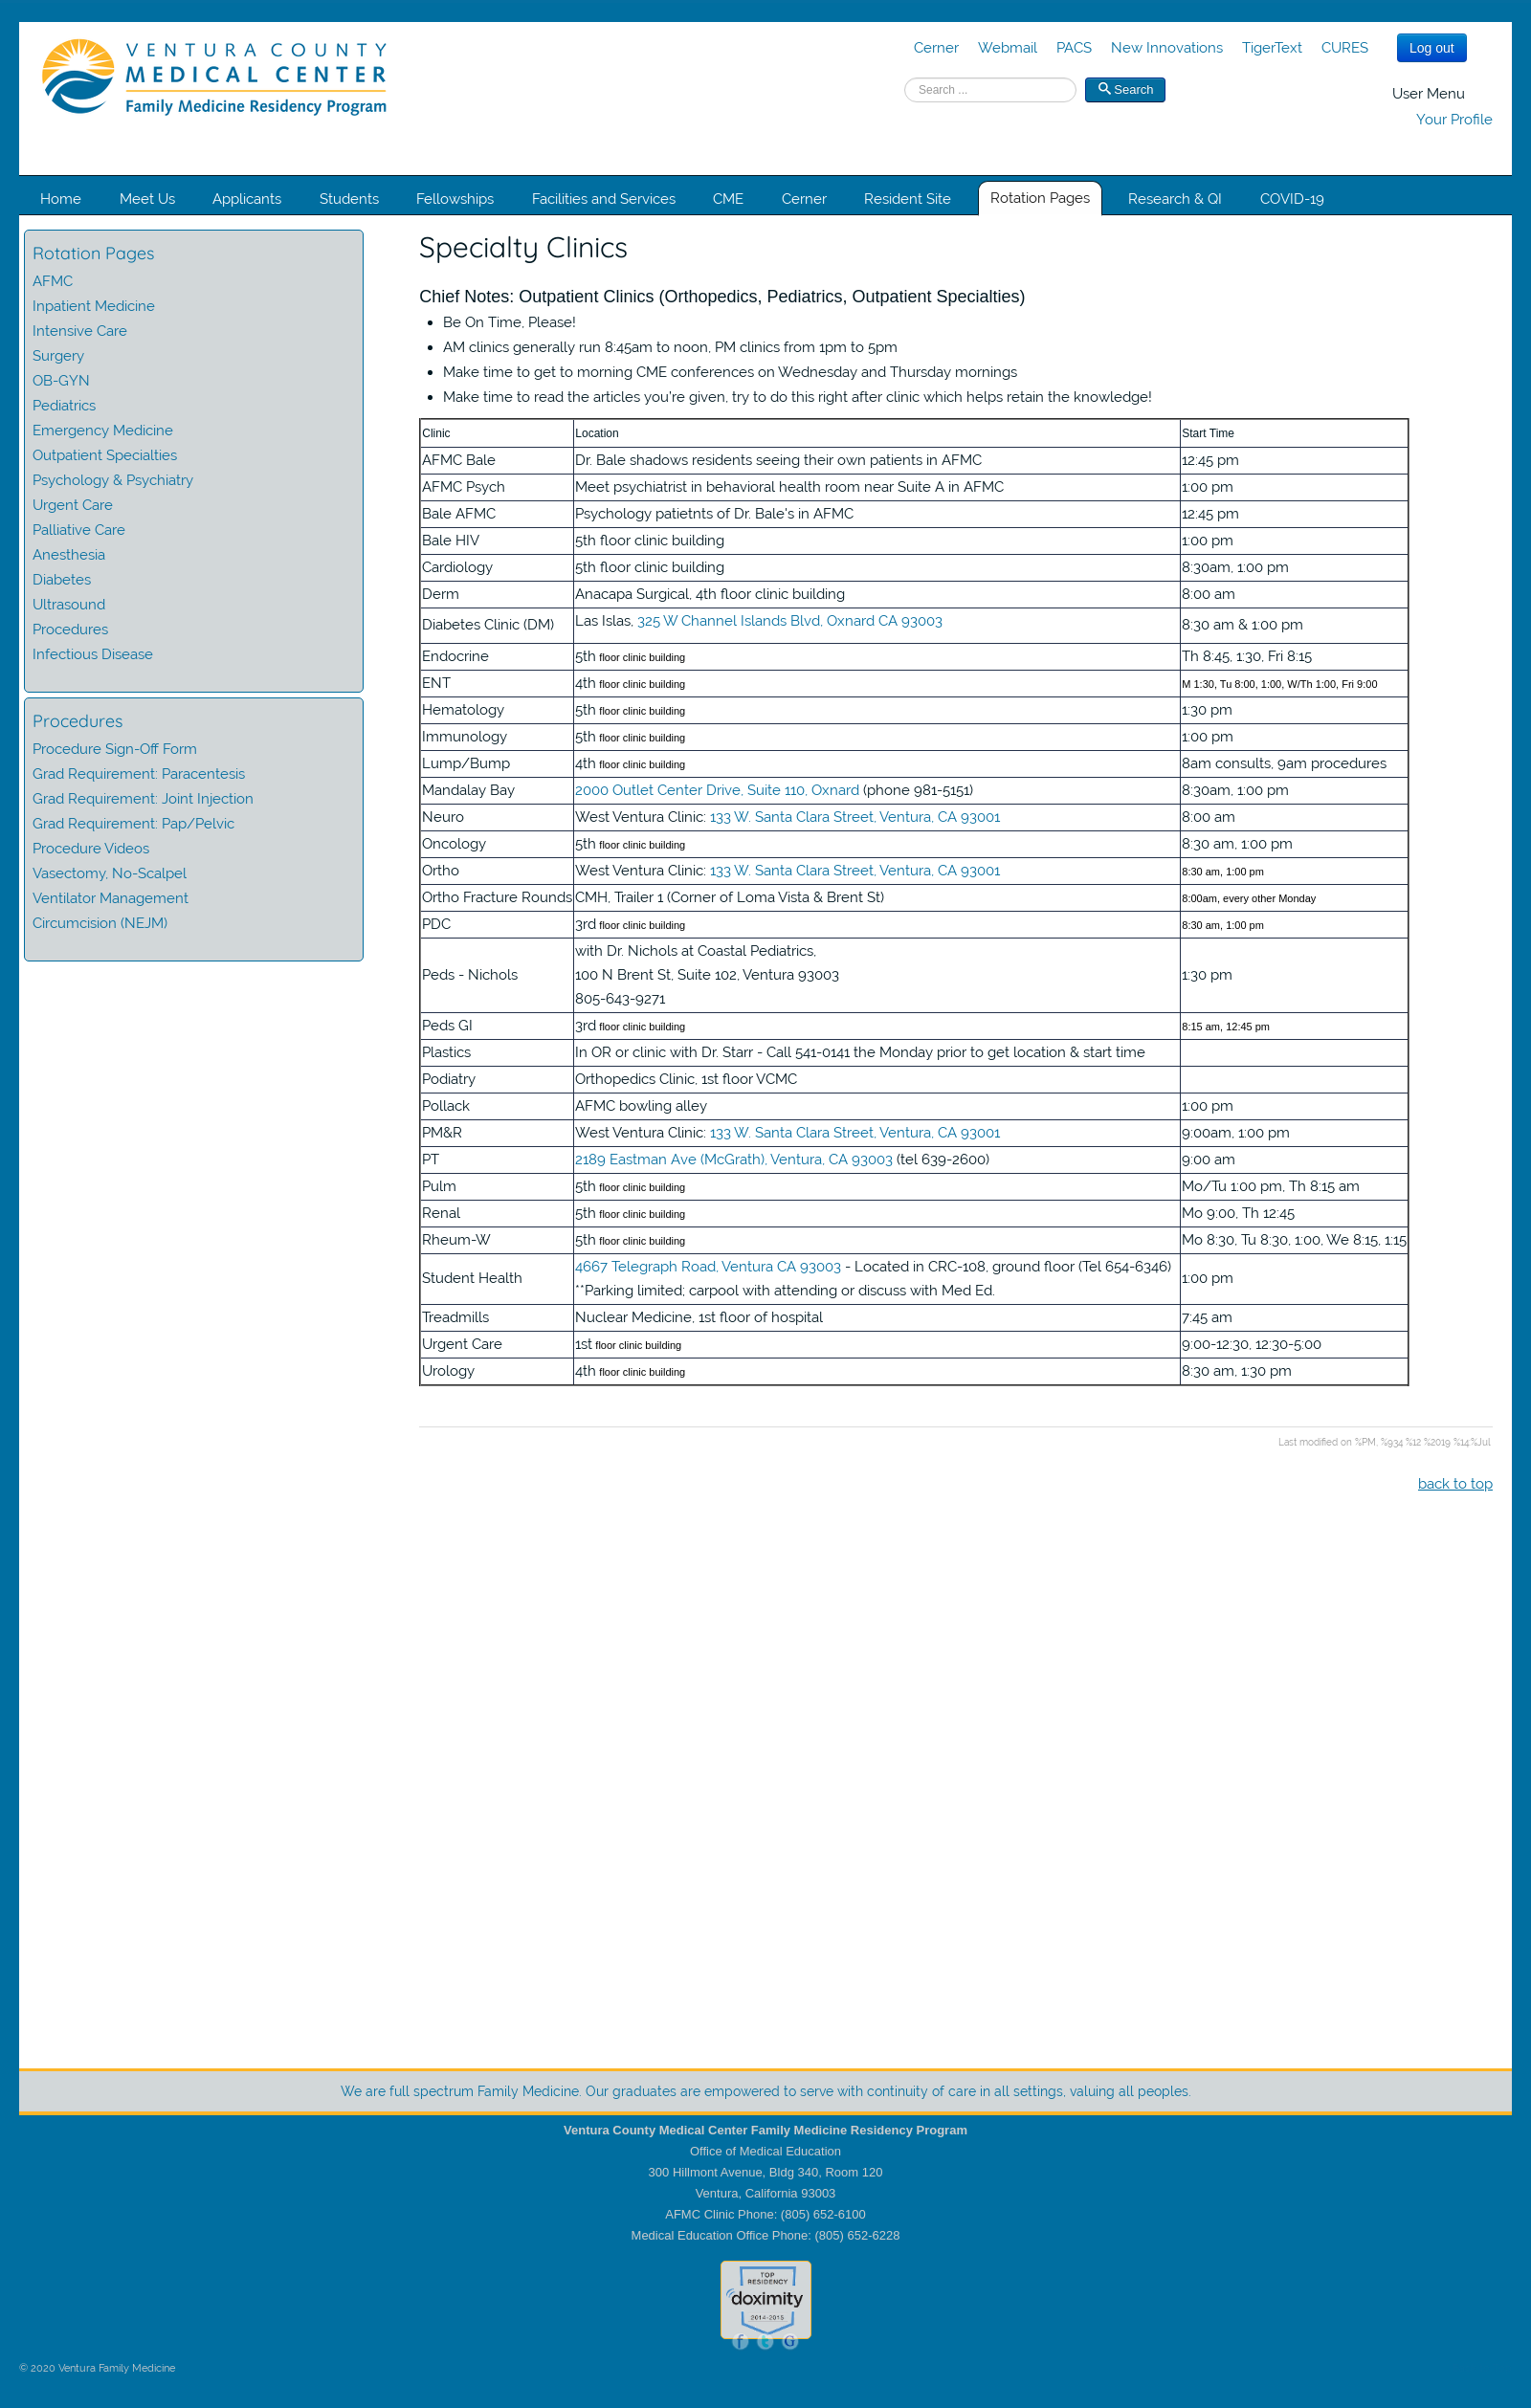 VENTURA COUNTY
MEDICAL CENTER
Family Medicine Residency Program
Cerner Webmail PACS New Innovations TigerText CURES Log out
Search ... Search
User Menu
Your Profile
Home Meet Us Applicants Students Fellowships Facilities and Services CME Cerner Resident Site Rotation Pages Research & QI COVID-19
Rotation Pages
AFMC
Inpatient Medicine
Intensive Care
Surgery
OB-GYN
Pediatrics
Emergency Medicine
Outpatient Specialties
Psychology & Psychiatry
Urgent Care
Palliative Care
Anesthesia
Diabetes
Ultrasound
Procedures
Infectious Disease
Procedures
Procedure Sign-Off Form
Grad Requirement: Paracentesis
Grad Requirement: Joint Injection
Grad Requirement: Pap/Pelvic
Procedure Videos
Vasectomy, No-Scalpel
Ventilator Management
Circumcision (NEJM)
Specialty Clinics
Chief Notes: Outpatient Clinics (Orthopedics, Pediatrics, Outpatient Specialties)
• Be On Time, Please!
• AM clinics generally run 8:45am to noon, PM clinics from 1pm to 5pm
• Make time to get to morning CME conferences on Wednesday and Thursday mornings
• Make time to read the articles you're given, try to do this right after clinic which helps retain the knowledge!
Clinic Location Start Time
AFMC Bale Dr. Bale shadows residents seeing their own patients in AFMC 12:45 pm
AFMC Psych Meet psychiatrist in behavioral health room near Suite A in AFMC 1:00 pm
Bale AFMC Psychology patietnts of Dr. Bale's in AFMC 12:45 pm
Bale HIV 5th floor clinic building 1:00 pm
Cardiology 5th floor clinic building 8:30am, 1:00 pm
Derm Anacapa Surgical, 4th floor clinic building 8:00 am
Diabetes Clinic (DM) Las Islas, 325 W Channel Islands Blvd, Oxnard CA 93003 8:30 am & 1:00 pm
Endocrine 5th floor clinic building Th 8:45, 1:30, Fri 8:15
ENT 4th floor clinic building M 1:30, Tu 8:00, 1:00, W/Th 1:00, Fri 9:00
Hematology 5th floor clinic building 1:30 pm
Immunology 5th floor clinic building 1:00 pm
Lump/Bump 4th floor clinic building 8am consults, 9am procedures
Mandalay Bay 2000 Outlet Center Drive, Suite 110, Oxnard (phone 981-5151) 8:30am, 1:00 pm
Neuro West Ventura Clinic: 133 W. Santa Clara Street, Ventura, CA 93001 8:00 am
Oncology 5th floor clinic building 8:30 am, 1:00 pm
Ortho West Ventura Clinic: 133 W. Santa Clara Street, Ventura, CA 93001 8:30 am, 1:00 pm
Ortho Fracture Rounds CMH, Trailer 1 (Corner of Loma Vista & Brent St) 8:00am, every other Monday
PDC 3rd floor clinic building 8:30 am, 1:00 pm
with Dr. Nichols at Coastal Pediatrics,
Peds - Nichols 100 N Brent St, Suite 102, Ventura 93003 1:30 pm
805-643-9271
Peds GI 3rd floor clinic building 8:15 am, 12:45 pm
Plastics In OR or clinic with Dr. Starr - Call 541-0141 the Monday prior to get location & start time
Podiatry Orthopedics Clinic, 1st floor VCMC
Pollack AFMC bowling alley 1:00 pm
PM&R West Ventura Clinic: 133 W. Santa Clara Street, Ventura, CA 93001 9:00am, 1:00 pm
PT 2189 Eastman Ave (McGrath), Ventura, CA 93003 (tel 639-2600) 9:00 am
Pulm 5th floor clinic building Mo/Tu 1:00 pm, Th 8:15 am
Renal 5th floor clinic building Mo 9:00, Th 12:45
Rheum-W 5th floor clinic building Mo 8:30, Tu 8:30, 1:00, We 8:15, 1:15
4667 Telegraph Road, Ventura CA 93003 - Located in CRC-108, ground floor (Tel 654-6346)
Student Health 1:00 pm
**Parking limited; carpool with attending or discuss with Med Ed.
Treadmills Nuclear Medicine, 1st floor of hospital 7:45 am
Urgent Care 1st floor clinic building 9:00-12:30, 12:30-5:00
Urology 4th floor clinic building 8:30 am, 1:30 pm
Last modified on %PM, %934 %12 %2019 %14:%Jul
back to top
We are full spectrum Family Medicine. Our graduates are empowered to serve with continuity of care in all settings, valuing all peoples.
Ventura County Medical Center Family Medicine Residency Program
Office of Medical Education
300 Hillmont Avenue, Bldg 340, Room 120
Ventura, California 93003
AFMC Clinic Phone: (805) 652-6100
Medical Education Office Phone: (805) 652-6228
TOP
RESIDENCY
doximity
2014-2015
f t G
© 2020 Ventura Family Medicine